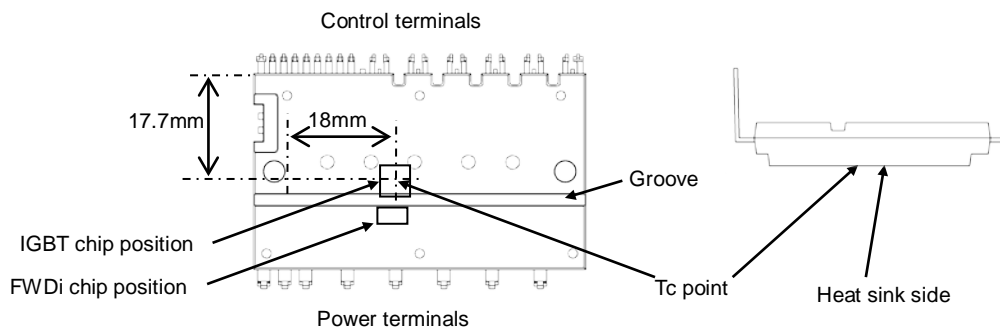 Control terminals
17.7mm
18mm
Groove
IGBT chip position
FWDi chip position
Tc point
Heat sink side
Power terminals